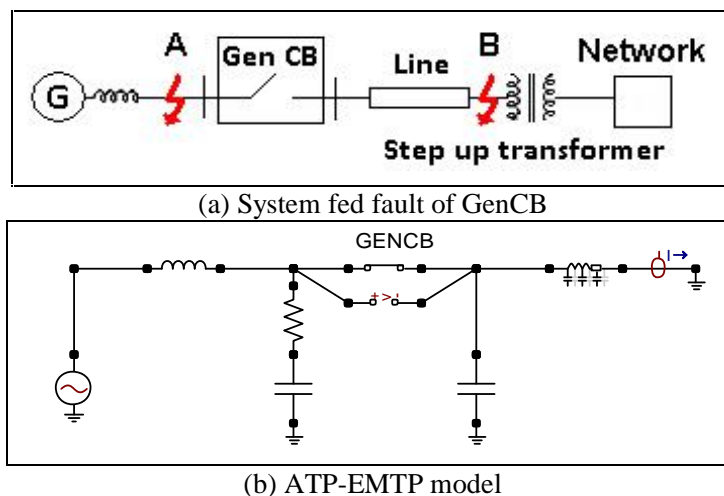 A
B
Gen CB
Line
Network
G
Step up transformer
(a) System fed fault of GenCB
GENCB
I
(b) ATP-EMTP model